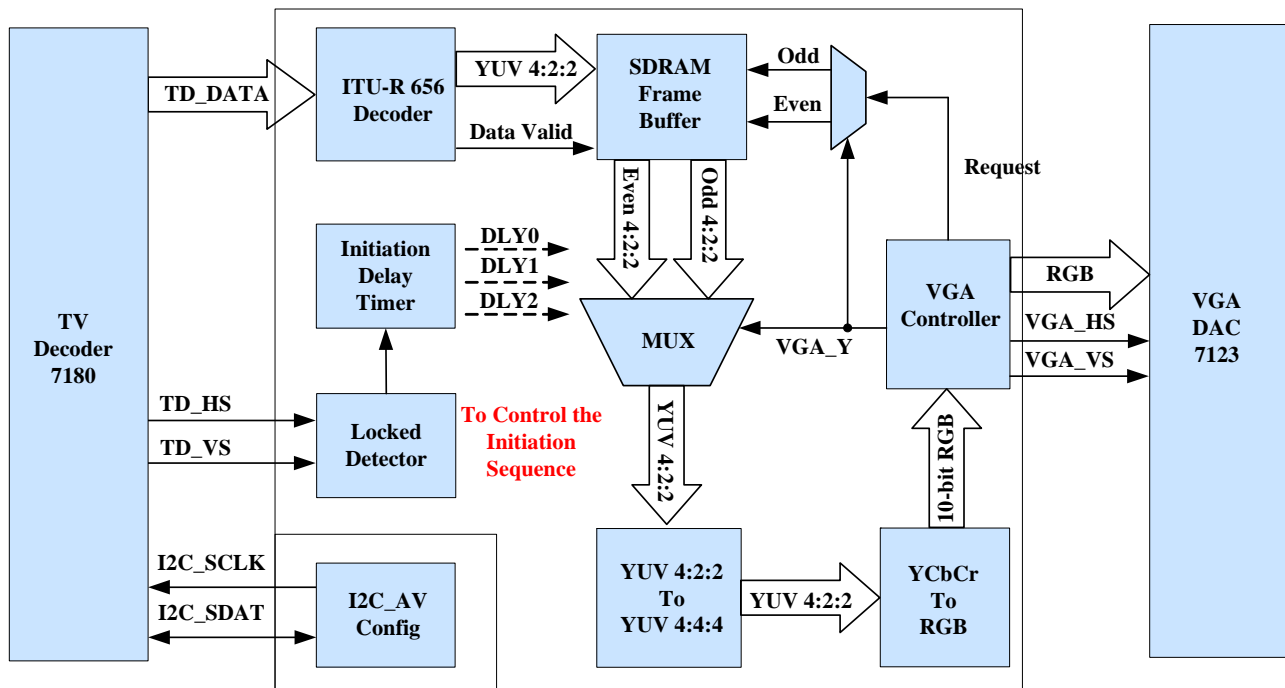 TV
Decoder
7180
TD_DATA
ITU-R 656
Decoder
YUV 4:2:2
Data Valid
SDRAM
Frame
Buffer
Odd
Even
Request
Even 4:2:2
Odd 4:2:2
Initiation
Delay
Timer
DLY0
DLY1
DLY2
MUX
VGA_Y
VGA
Controller
RGB
VGA_HS
VGA_VS
VGA
DAC
7123
TD_HS
TD_VS
Locked
Detector
To Control the
Initiation
Sequence
YUV 4:2:2
10-bit RGB
I2C_SCLK
I2C_SDAT
I2C_AV
Config
YUV 4:2:2
To
YUV 4:4:4
YUV 4:2:2
YCbCr
To
RGB